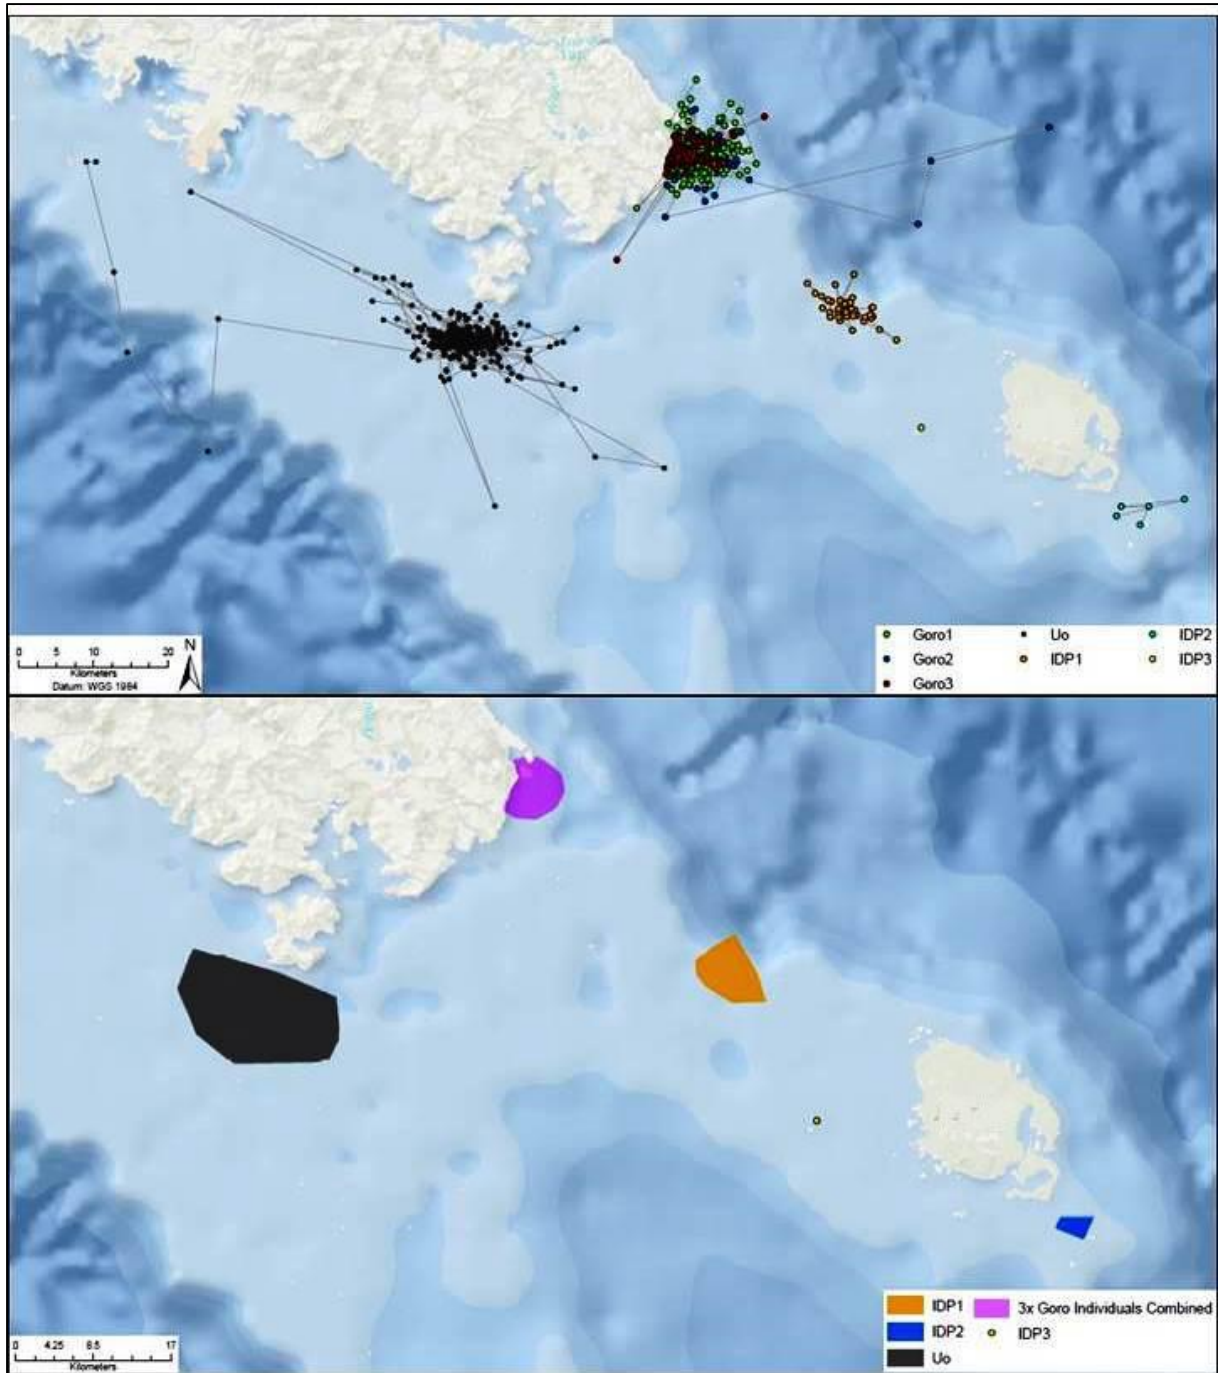 Goro1 Uo IDP2
Goro2 IDP1 IDP3
Goro3
N
0 5 10 20
Kilometers
Datum: WGS 1984
IDP1 3x Goro Individuals Combined
IDP2 IDP3
Uo
0 4.25 8.5 17
Kilometers